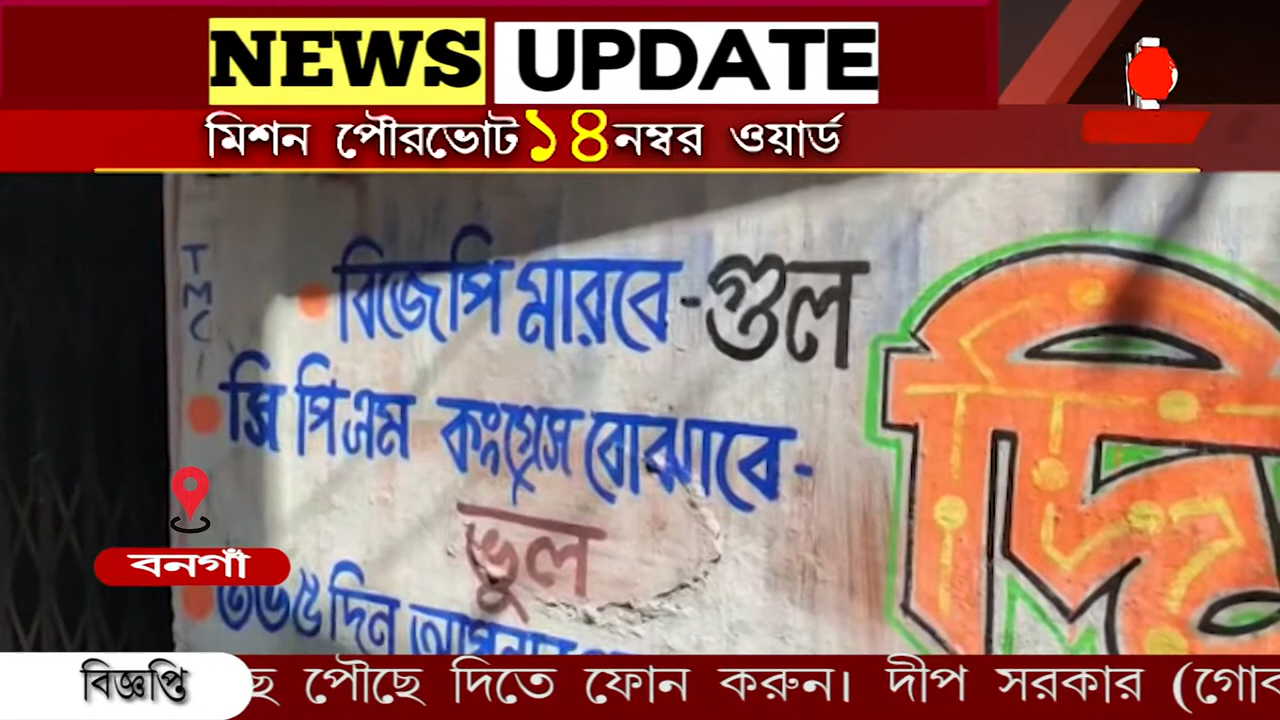 NEWS UPDATE
মিশন পৌরভোট ১৪ নম্বর ওয়ার্ড
TMC
বিজেপি মারবে-গুল
সি পিএম কংগ্রেস বোঝাবে-
ভুল
৩৬৫ দিন
দি
বনগাঁ
বিজ্ঞপ্তি
পৌছে দিতে ফোন করুন। দীপ সরকার